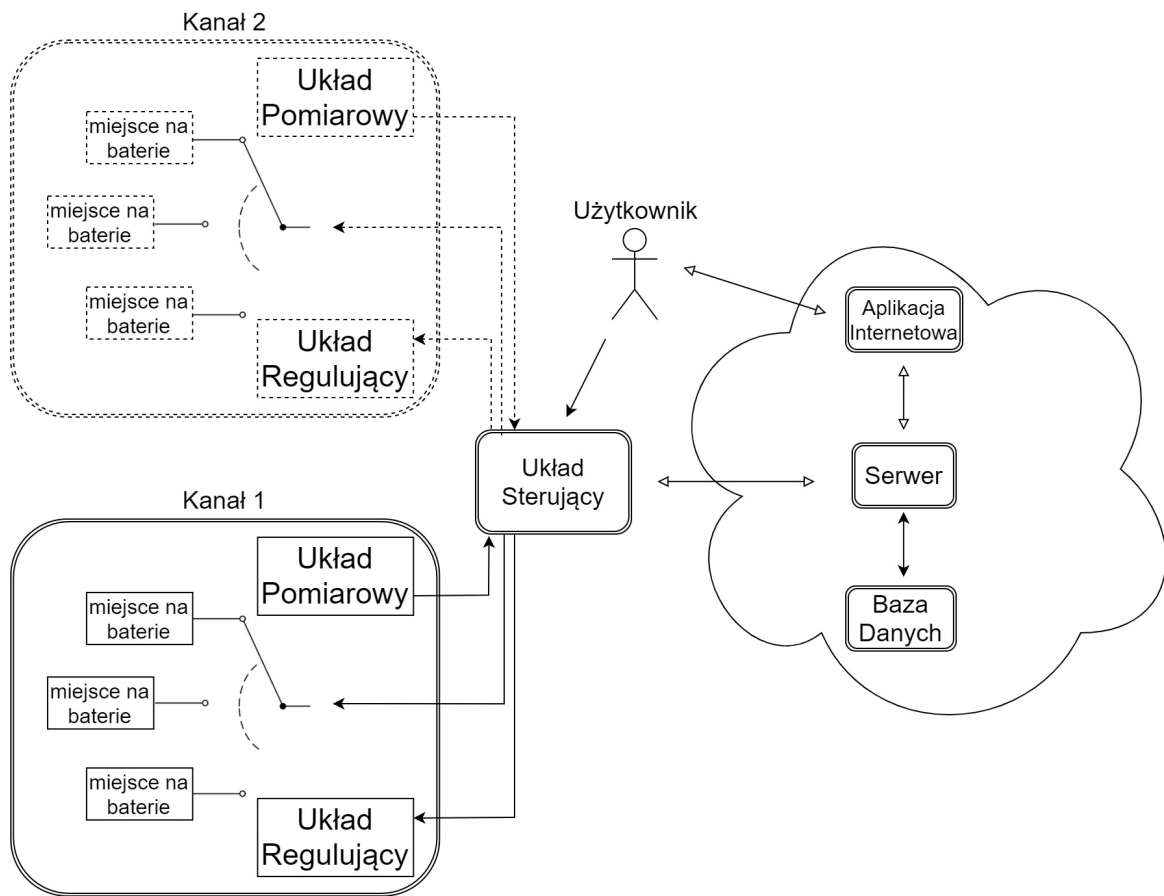 Kanał 2
Układ
Pomiarowy
miejsce na
baterie
miejsce na
baterie
miejsce na
baterie
Układ
Regulujący
Użytkownik
Aplikacja
Internetowa
Układ
Sterujący
Serwer
Baza
Danych
Kanał 1
Układ
Pomiarowy
miejsce na
baterie
miejsce na
baterie
miejsce na
baterie
Układ
Regulujący